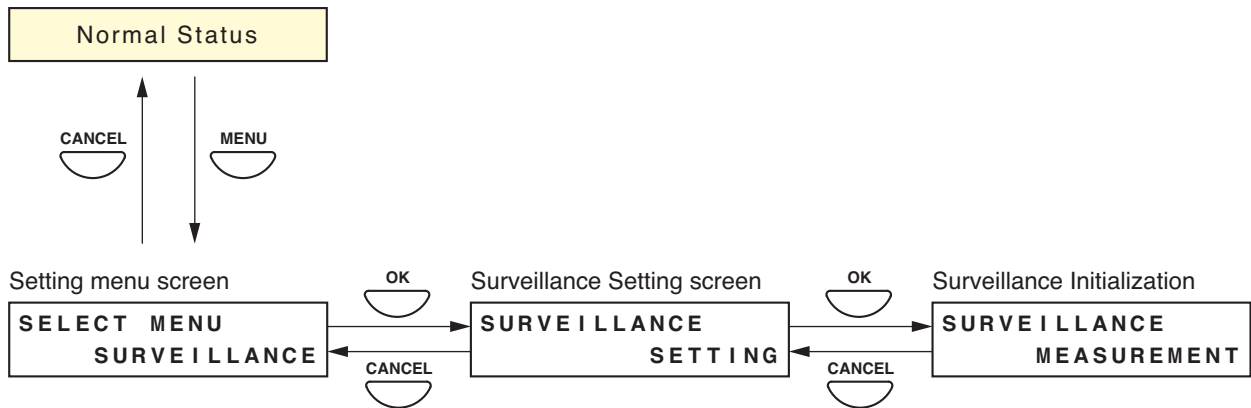 Normal Status
CANCEL
MENU
Setting menu screen
OK
Surveillance Setting screen
OK
Surveillance Initialization
SELECT MENU
SURVEILLANCE
SURVEILLANCE
SETTING
SURVEILLANCE
MEASUREMENT
CANCEL
CANCEL